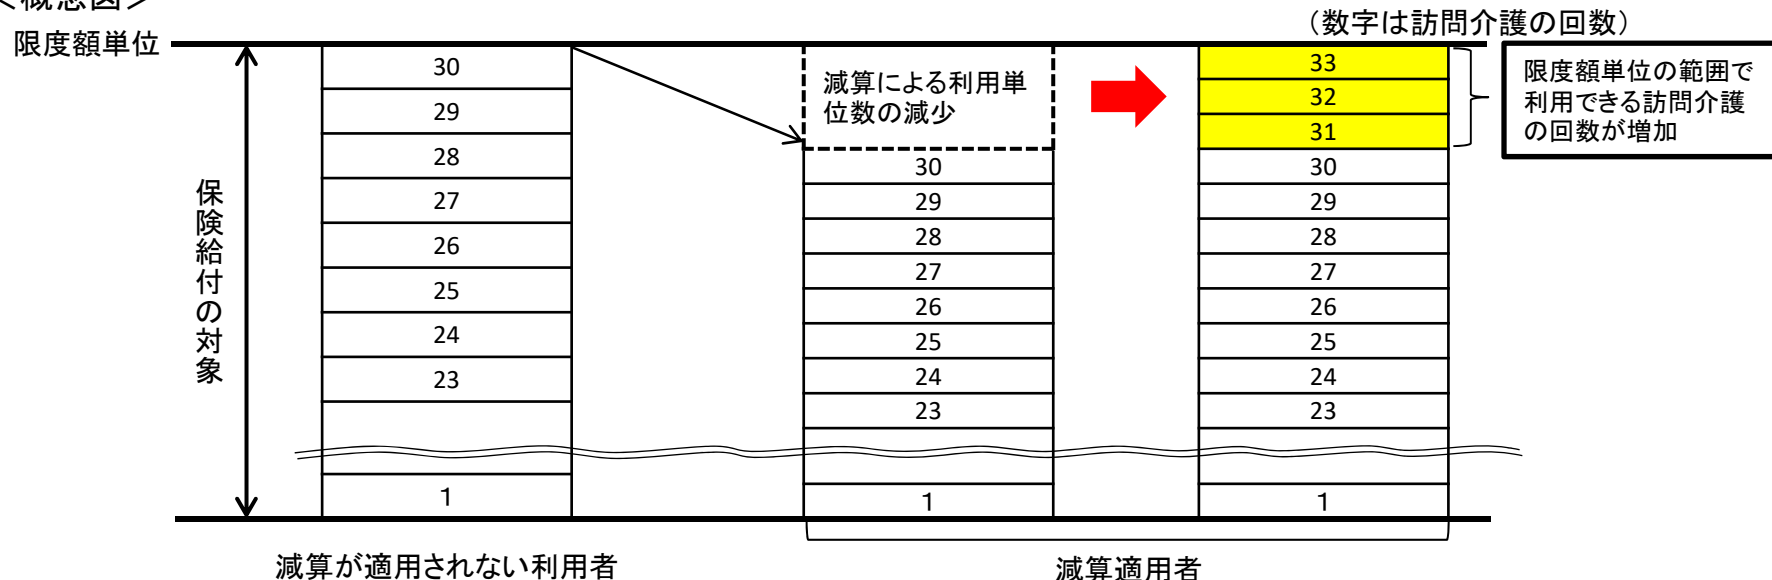 ＜概念図＞
（数字は訪問介護の回数）
限度額単位
保険給付の対象
30
29
28
27
26
25
24
23
1
減算による利用単
位数の減少
30
29
28
27
26
25
24
23
1
33
32
31
30
29
28
27
26
25
24
23
1
限度額単位の範囲で
利用できる訪問介護
の回数が増加
減算が適用されない利用者
減算適用者